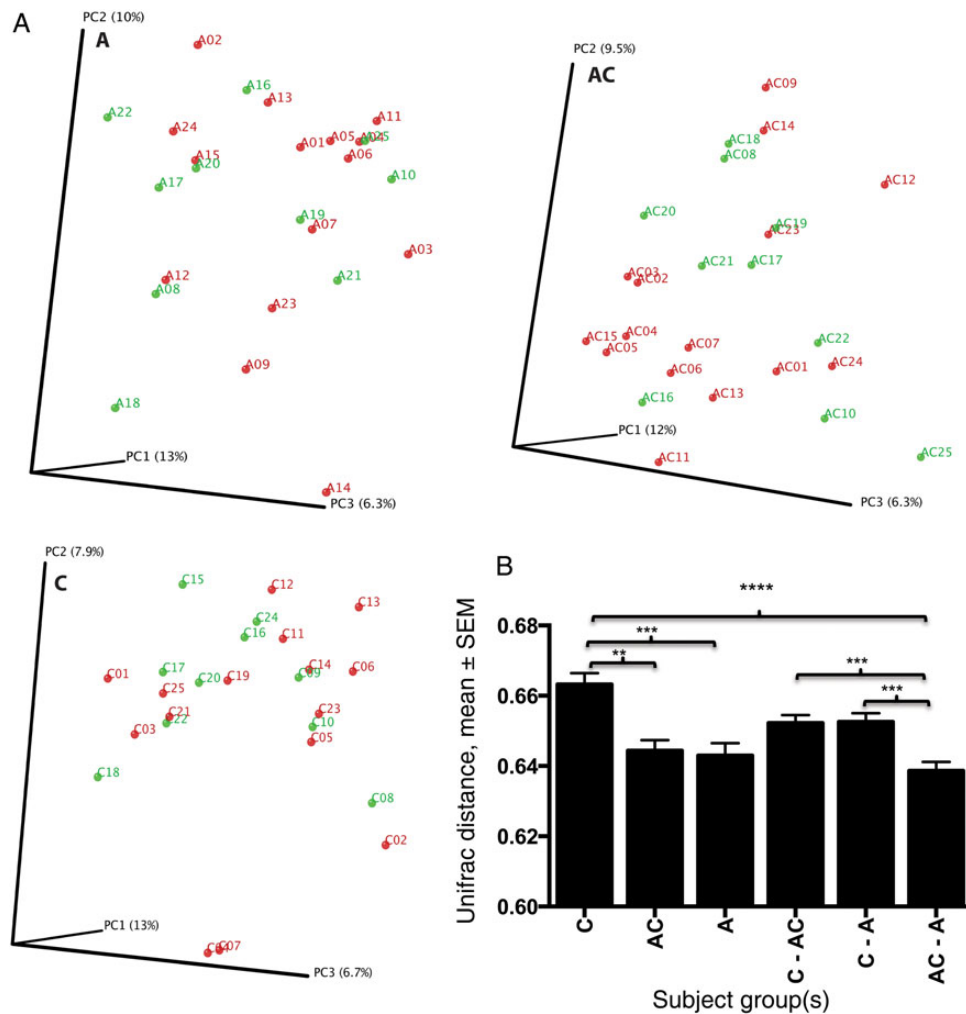 A
PC2 (10%)
A
A02
A16
A13
A22
A11
A24
A05
A04
A25
A01
A06
A15
A20
A17
A10
A19
A07
A03
A12
A21
A08
A23
A09
A18
PC1 (13%)
A14
PC3 (6.3%)
PC2 (9.5%)
AC
AC09
AC14
AC18
AC08
AC12
AC20
AC19
AC23
AC21
AC17
AC03
AC02
AC15
AC04
AC05
AC07
AC22
AC06
AC01
AC24
AC13
AC16
AC10
PC1 (12%)
AC11
AC25
PC3 (6.3%)
PC2 (7.9%)
C
C15
C12
C13
C24
C16
C11
C01
C17
C20
C19
C14
C09
C06
C25
C21
C22
C23
C10
C03
C05
C18
C08
C02
PC1 (13%)
C04
C07
PC3 (6.7%)
B
Unifrac distance, mean ± SEM
0.68
0.66
0.64
0.62
0.60
****
***
**
***
***
C
AC
A
C - AC
C - A
AC - A
Subject group(s)